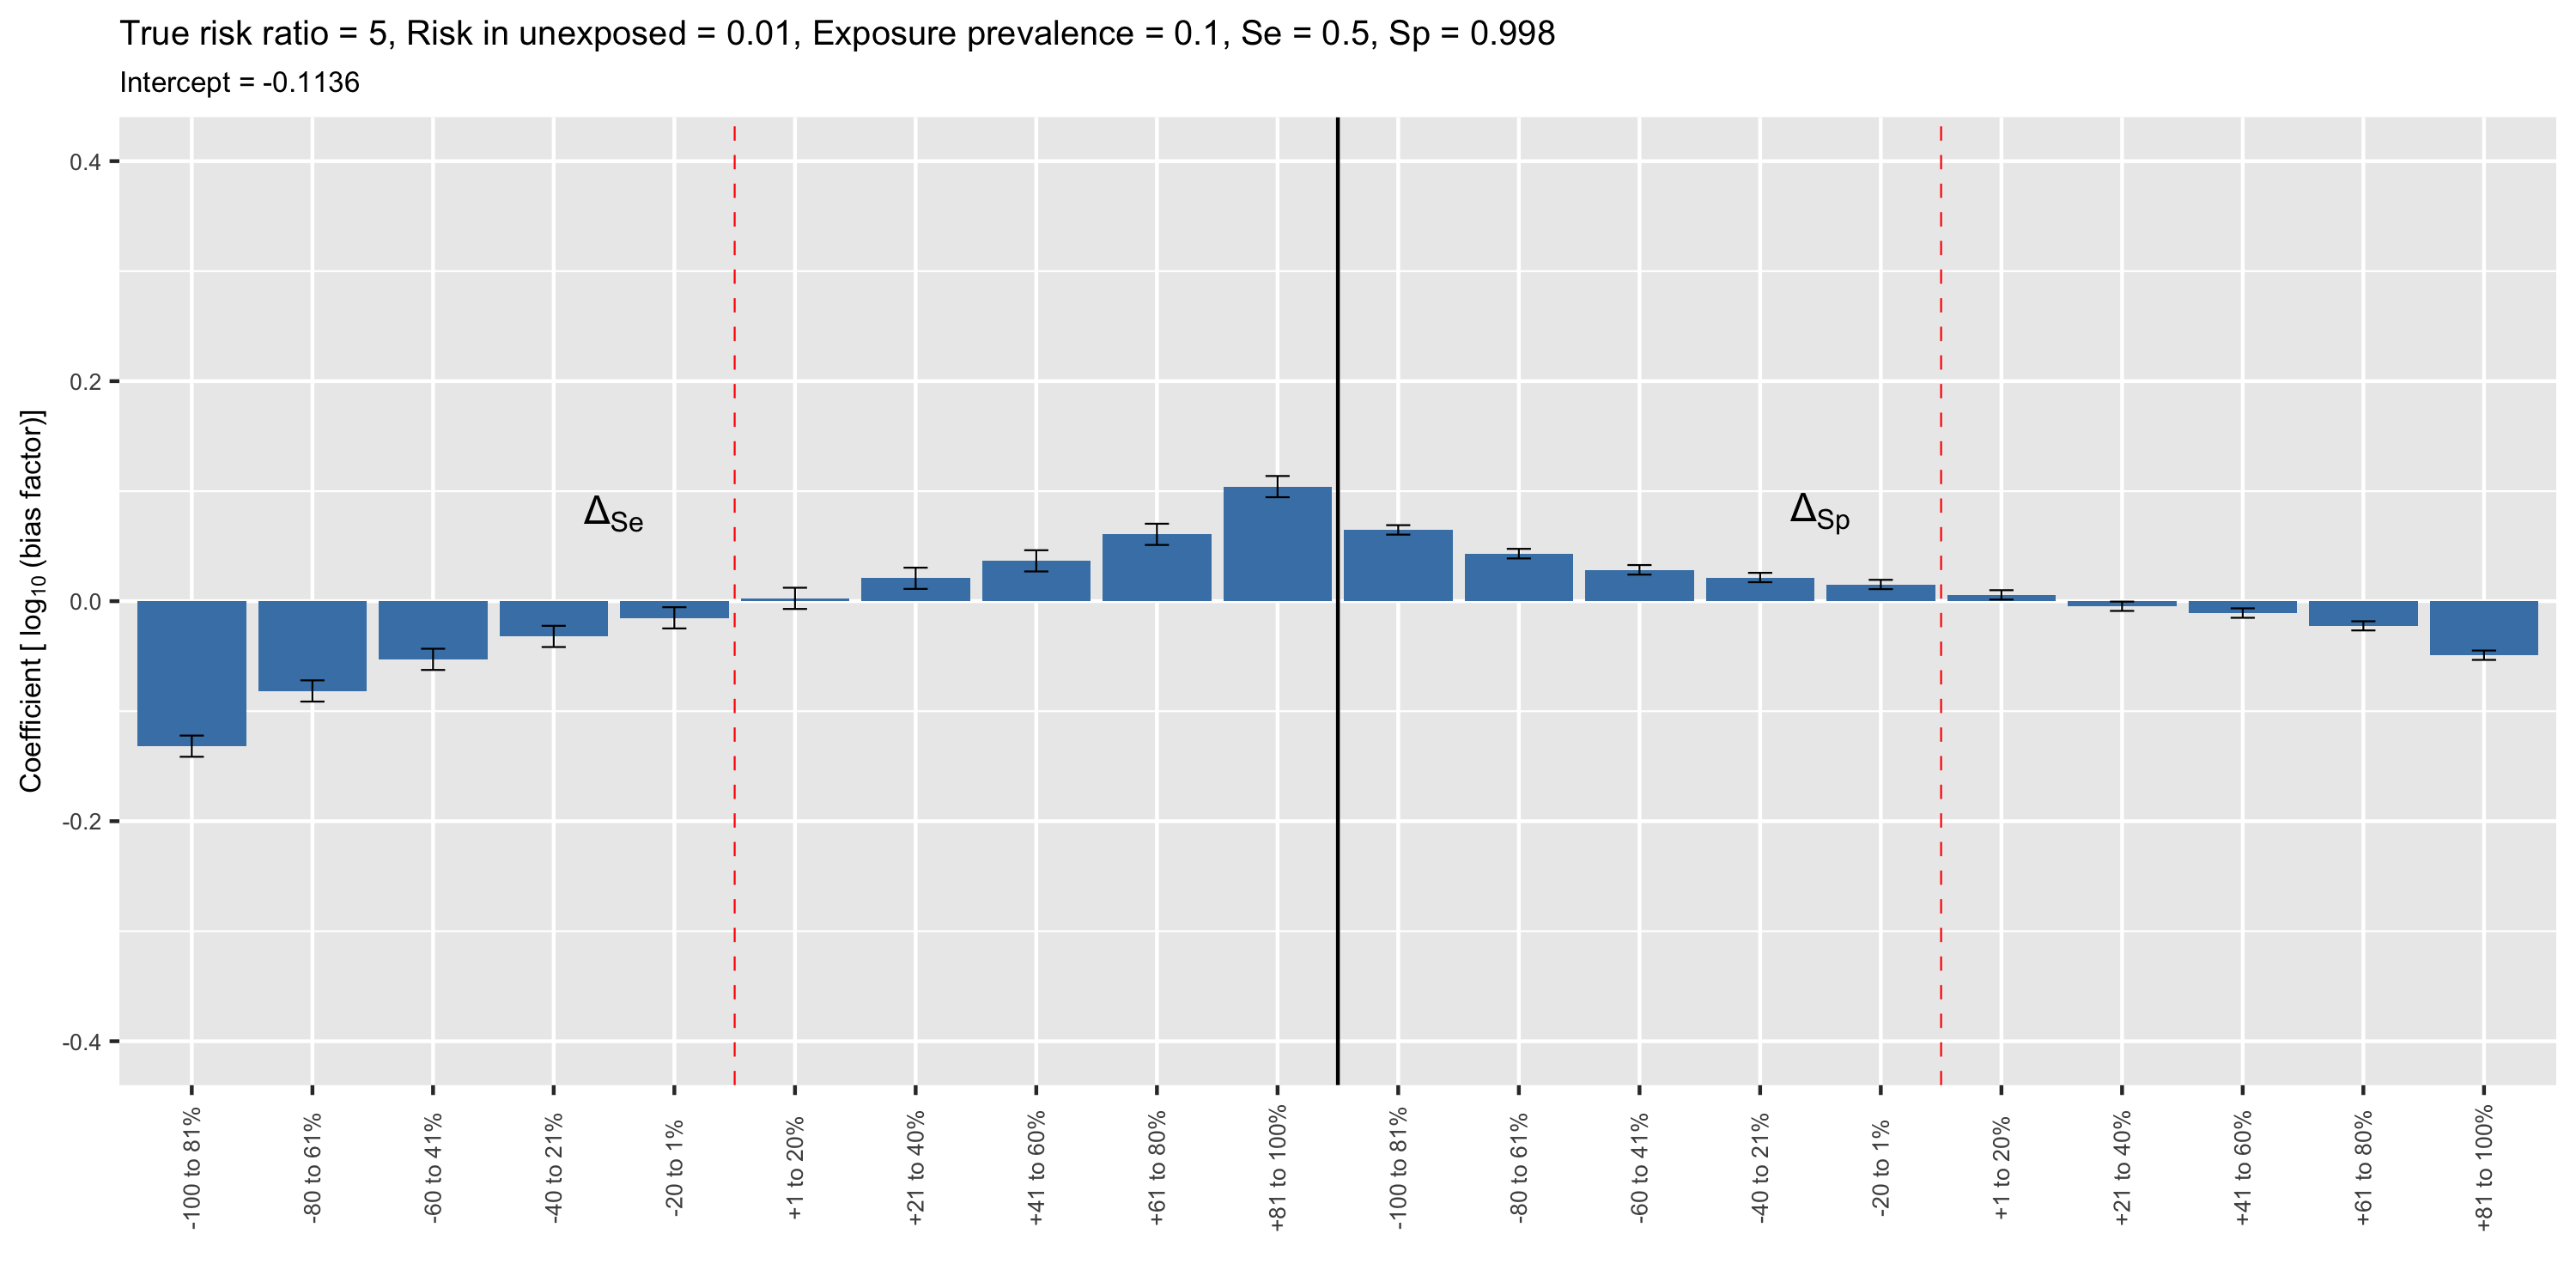 True risk ratio = 5, Risk in unexposed = 0.01, Exposure prevalence = 0.1, Se = 0.5, Sp = 0.998
Intercept = -0.1136
Coefficient [ log10 (bias factor)]
0.4
0.2
0.0
-0.2
-0.4
ΔSe
ΔSp
-100 to 81%
-80 to 61%
-60 to 41%
-40 to 21%
-20 to 1%
+1 to 20%
+21 to 40%
+41 to 60%
+61 to 80%
+81 to 100%
-100 to 81%
-80 to 61%
-60 to 41%
-40 to 21%
-20 to 1%
+1 to 20%
+21 to 40%
+41 to 60%
+61 to 80%
+81 to 100%